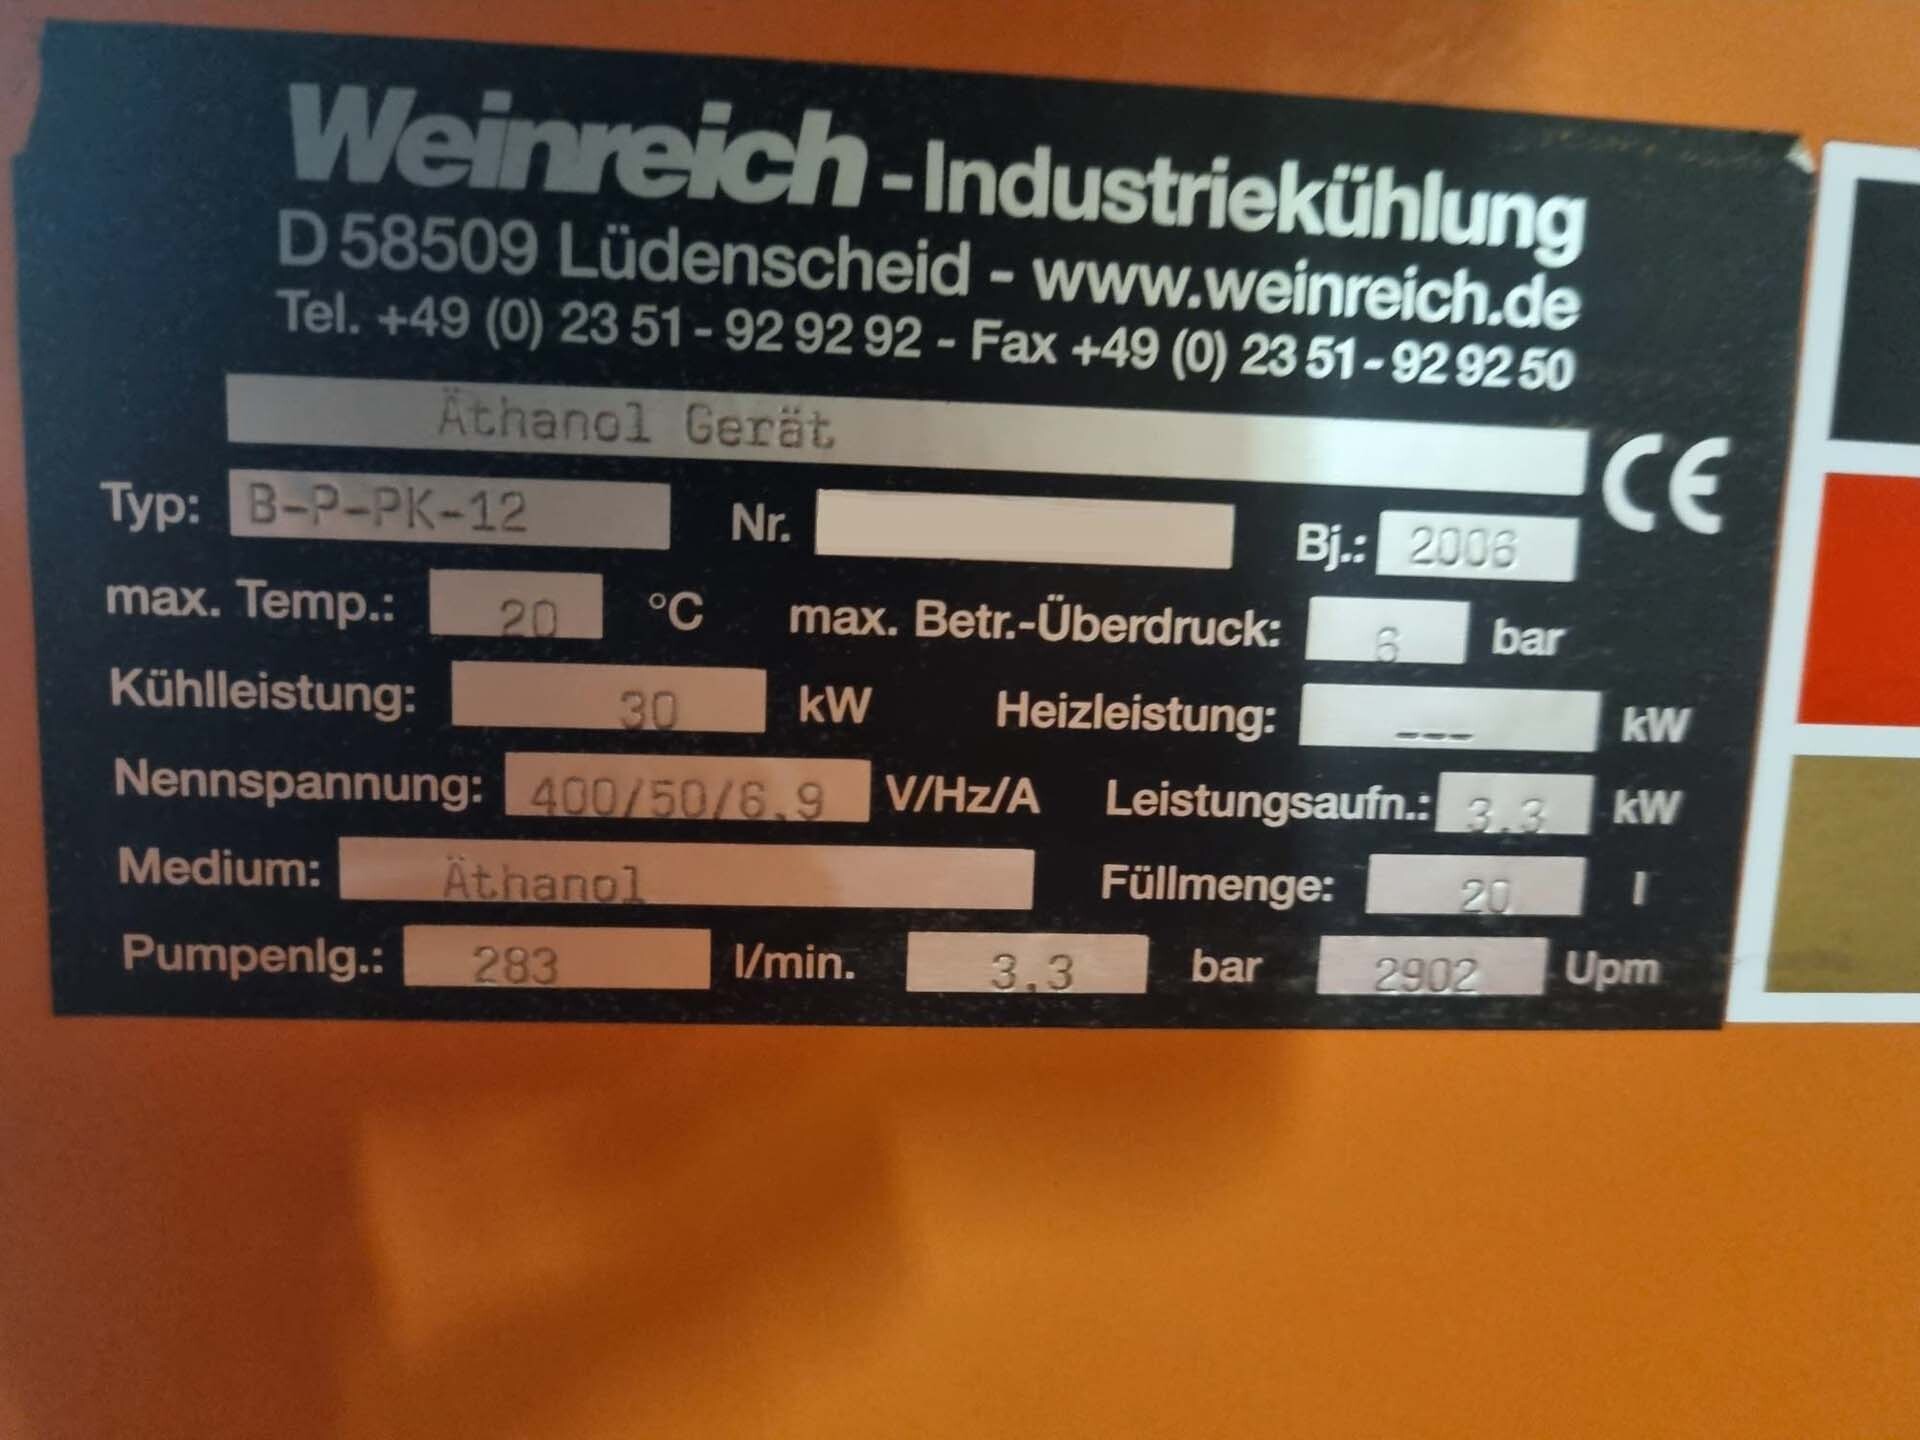 Weinreich-Industriekühlung
D 58509 Lüdenscheid - www.weinreich.de
Tel. +49 (0) 23 51 - 92 92 92 - Fax +49 (0) 23 51 - 92 92 50
Äthanol Gerät
CE
Typ: B-P-PK-12 Nr. Bj.: 2006
max. Temp.: 20 °C max. Betr.-Überdruck: 6 bar
Kühlleistung: 30 kW Heizleistung: --- kW
Nennspannung: 400/50/6,9 V/Hz/A Leistungsaufn.: 3,3 kW
Medium: Äthanol Füllmenge: 20 l
Pumpenlg.: 283 l/min. 3,3 bar 2902 Upm